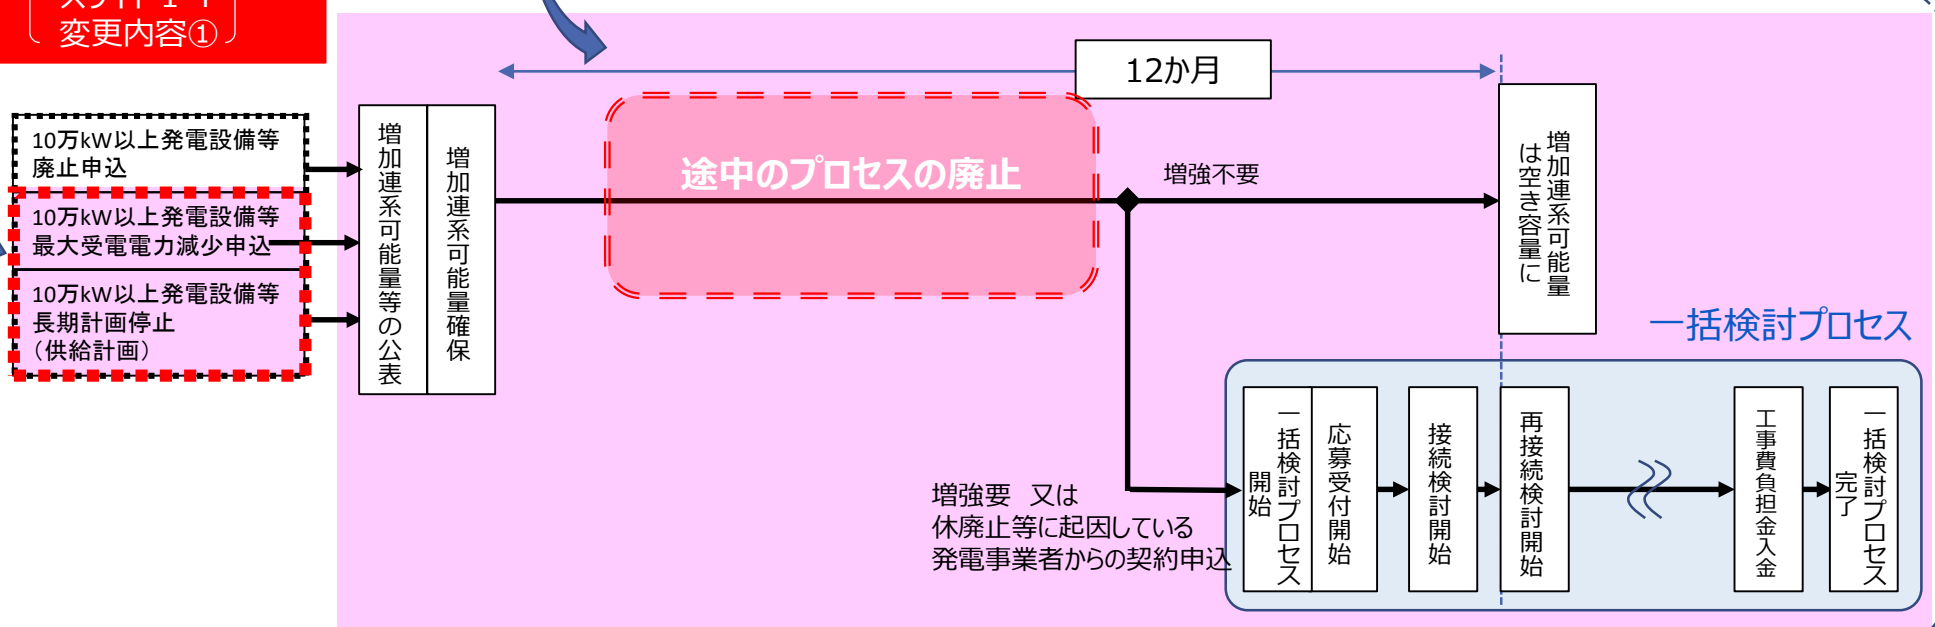 変更内容①
12か月
10万kW以上発電設備等
廃止申込
10万kW以上発電設備等
最大受電電力減少申込
10万kW以上発電設備等
長期計画停止
（供給計画）
増加連系可能量等の公表
増加連系可能量確保
途中のプロセスの廃止
増強不要
増加連系可能量
は空き容量に
一括検討プロセス
増強要　又は
休廃止等に起因している
発電事業者からの契約申込
一括検討プロセス
開始
応募受付開始
接続検討開始
再接続検討開始
工事費負担金入金
一括検討プロセス
完了